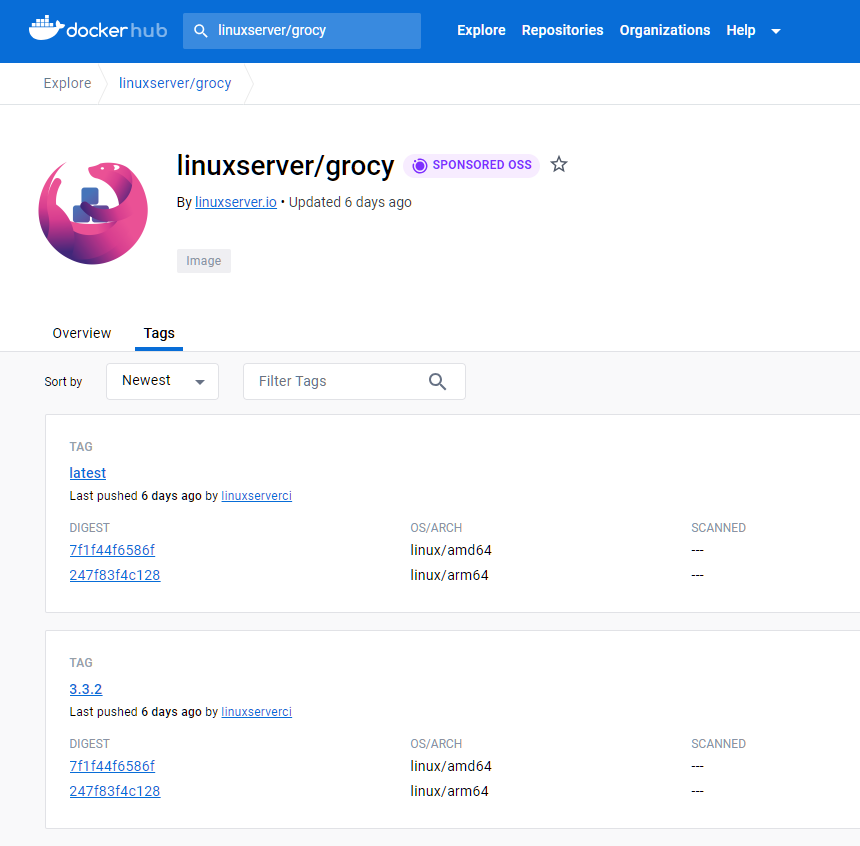 docker hub linuxserver/grocy Explore Repositories Organizations Help
Explore linuxserver/grocy
linuxserver/grocy SPONSORED OSS
By linuxserver.io • Updated 6 days ago
Image
Overview Tags
Sort by Newest Filter Tags
TAG
latest
Last pushed 6 days ago by linuxserverci
DIGEST OS/ARCH SCANNED
7f1f44f6586f linux/amd64 ---
247f83f4c128 linux/arm64 ---
TAG
3.3.2
Last pushed 6 days ago by linuxserverci
DIGEST OS/ARCH SCANNED
7f1f44f6586f linux/amd64 ---
247f83f4c128 linux/arm64 ---